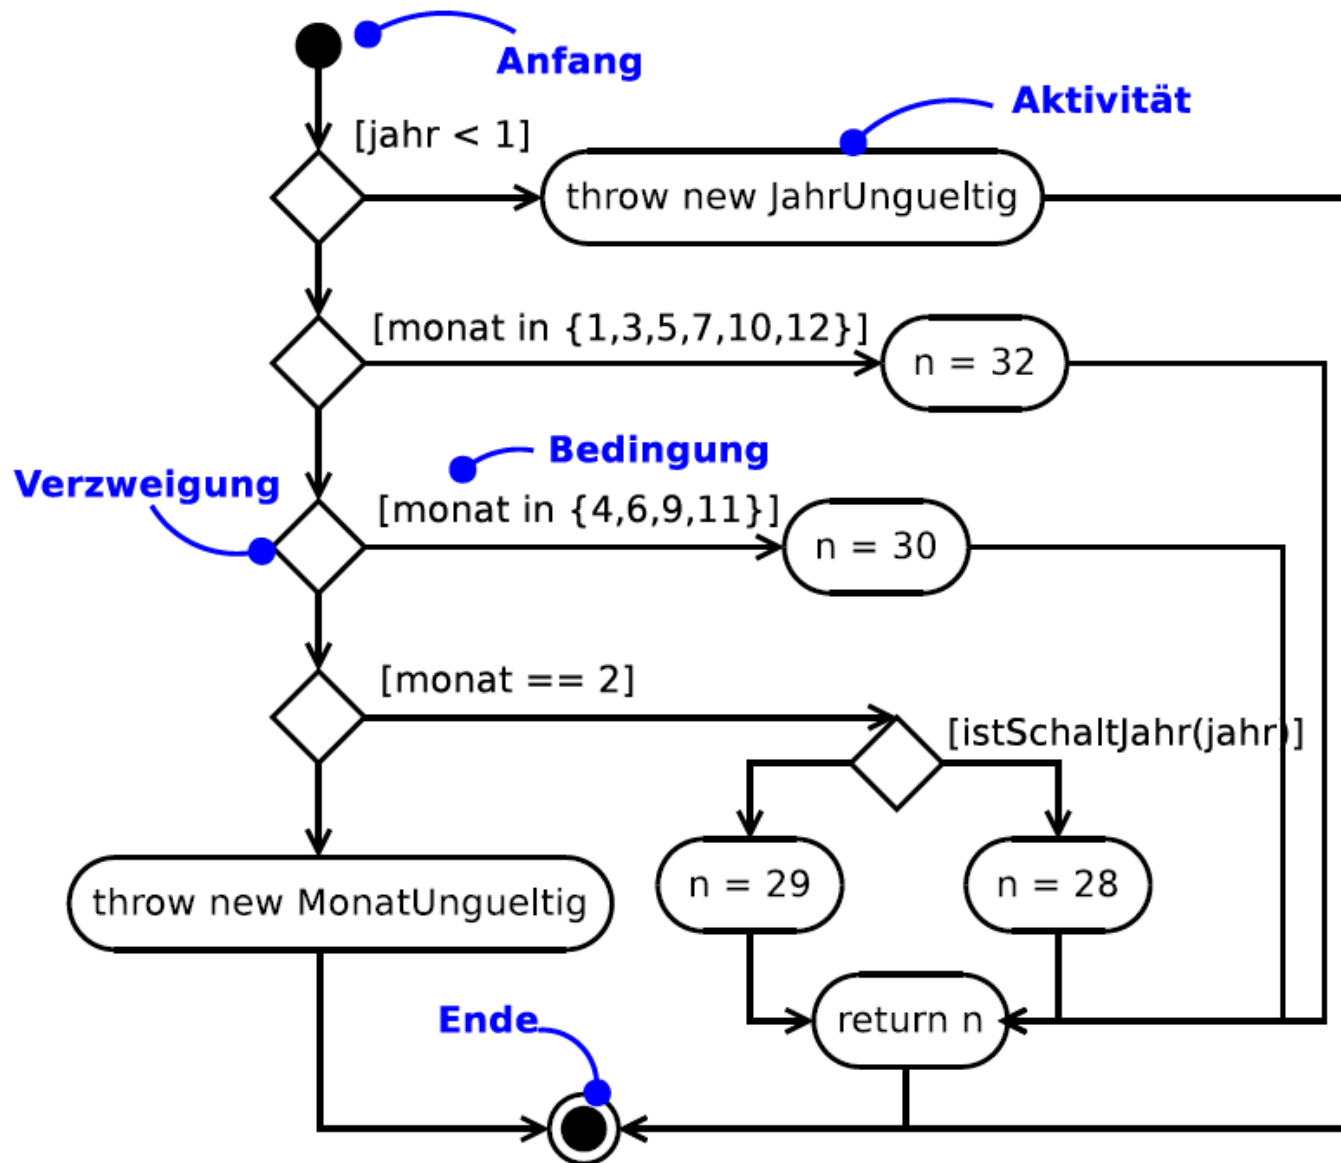 Anfang
Aktivität
[jahr < 1]
throw new JahrUngueltig
[monat in {1,3,5,7,10,12}]
n = 32
Bedingung
Verzweigung
[monat in {4,6,9,11}]
n = 30
[monat == 2]
[istSchaltJahr(jahr)]
n = 29
n = 28
throw new MonatUngueltig
Ende
return n